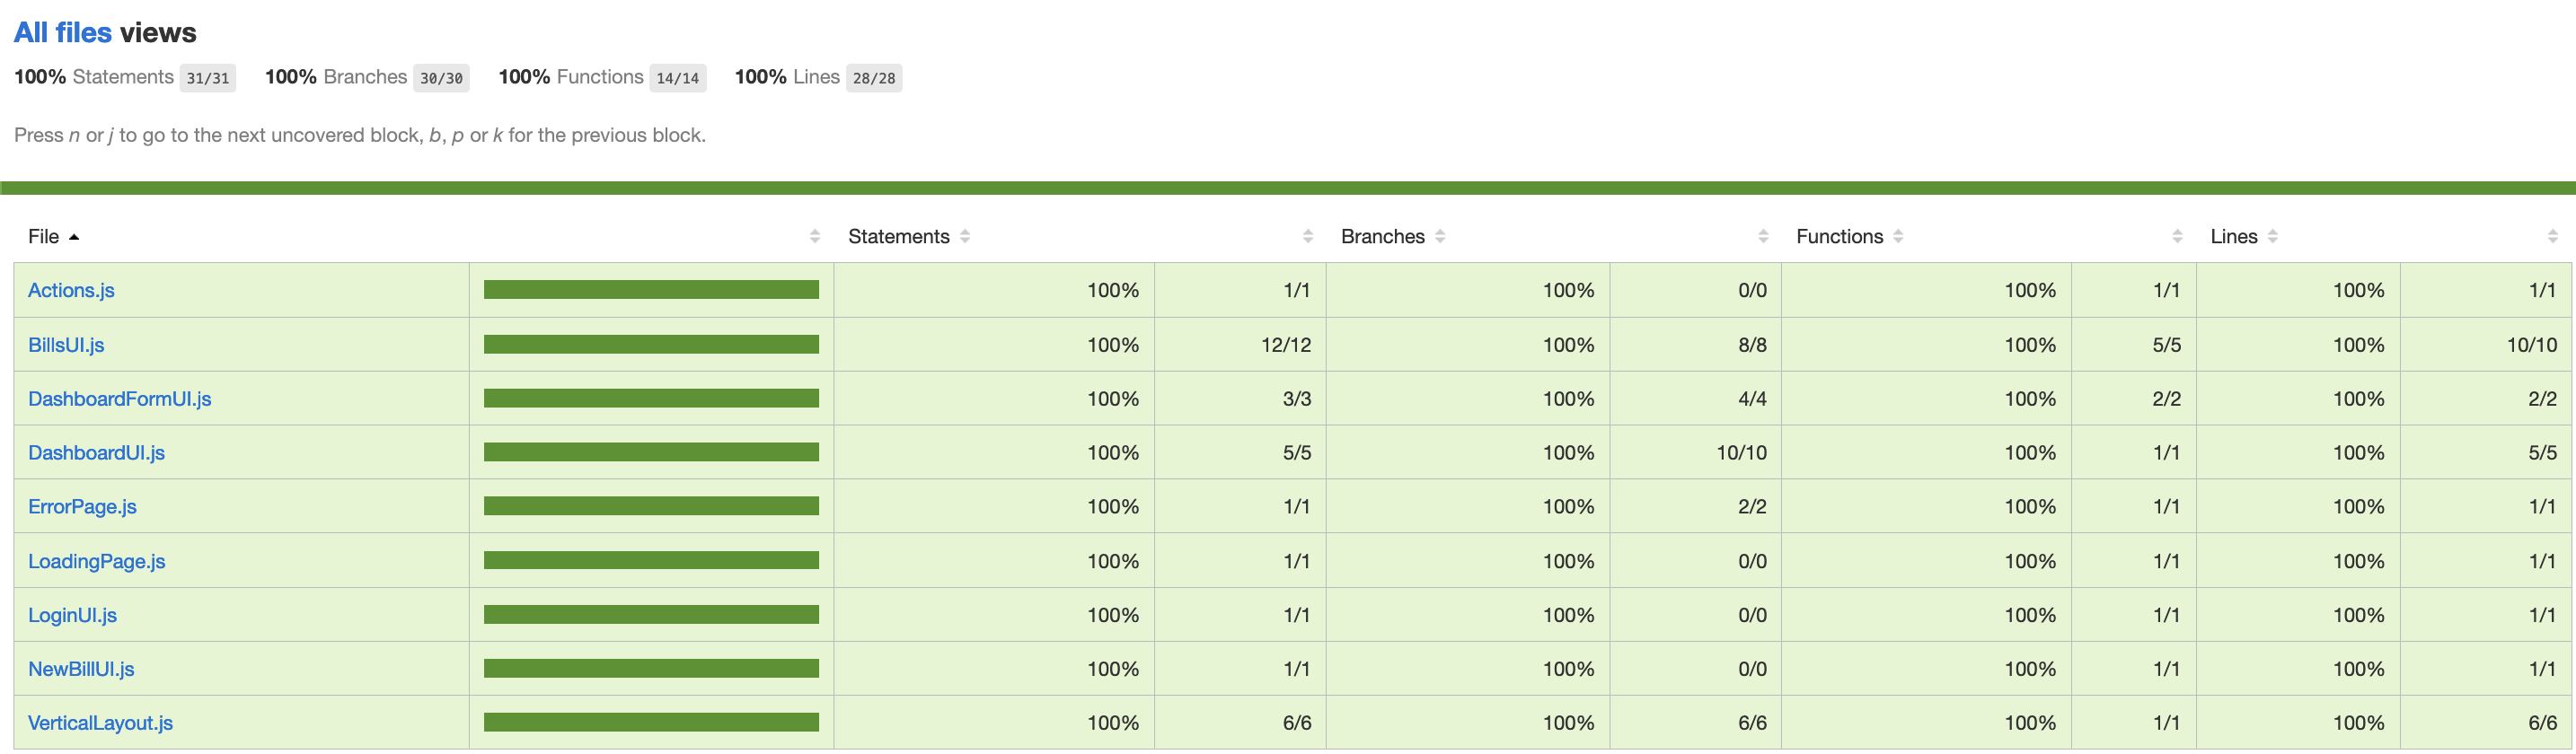 All files views
100% Statements 31/31 100% Branches 30/30 100% Functions 14/14 100% Lines 28/28
Press n or j to go to the next uncovered block, b, p or k for the previous block.
File Statements Branches Functions Lines
Actions.js 100% 1/1 100% 0/0 100% 1/1 100% 1/1
BillsUI.js 100% 12/12 100% 8/8 100% 5/5 100% 10/10
DashboardFormUI.js 100% 3/3 100% 4/4 100% 2/2 100% 2/2
DashboardUI.js 100% 5/5 100% 10/10 100% 1/1 100% 5/5
ErrorPage.js 100% 1/1 100% 2/2 100% 1/1 100% 1/1
LoadingPage.js 100% 1/1 100% 0/0 100% 1/1 100% 1/1
LoginUI.js 100% 1/1 100% 0/0 100% 1/1 100% 1/1
NewBillUI.js 100% 1/1 100% 0/0 100% 1/1 100% 1/1
VerticalLayout.js 100% 6/6 100% 6/6 100% 1/1 100% 6/6